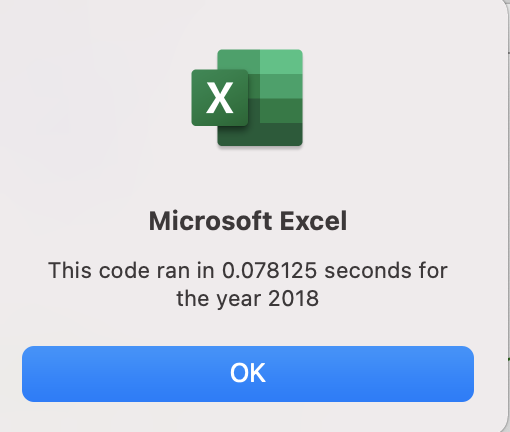 X
Microsoft Excel
This code ran in 0.078125 seconds for
the year 2018
OK